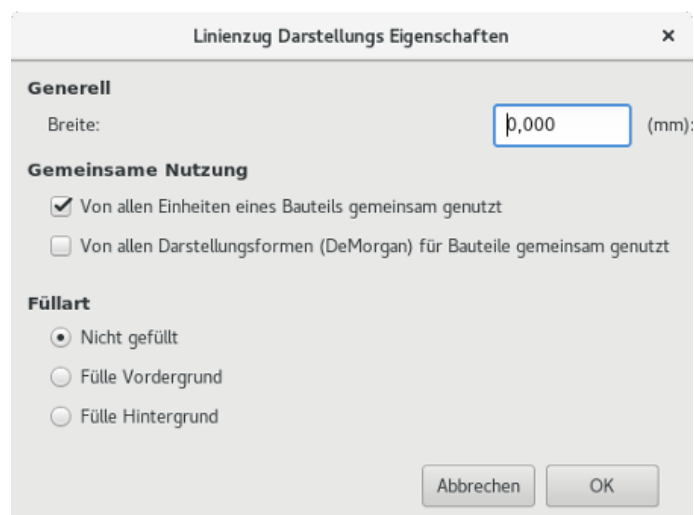 Linienzug Darstellungs Eigenschaften
Generell
Breite: 0,000 (mm):
Gemeinsame Nutzung
Von allen Einheiten eines Bauteils gemeinsam genutzt
Von allen Darstellungsformen (DeMorgan) für Bauteile gemeinsam genutzt
Füllart
Nicht gefüllt
Fülle Vordergrund
Fülle Hintergrund
Abbrechen OK